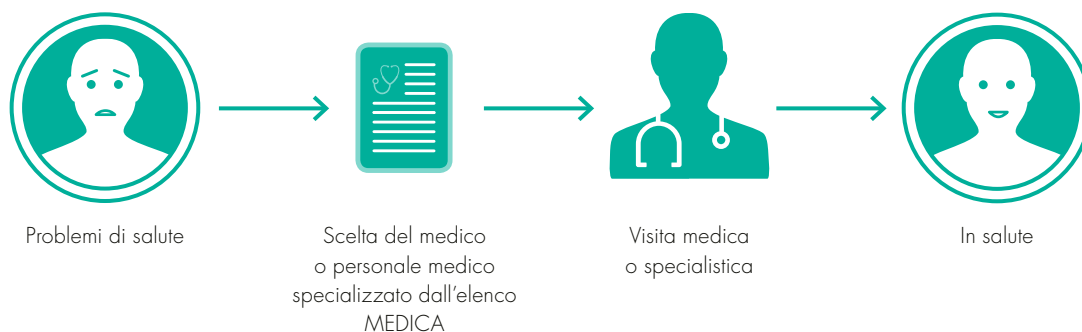 Problemi di salute
Scelta del medico
o personale medico
specializzato dall'elenco
MEDICA
Visita medica
o specialistica
In salute